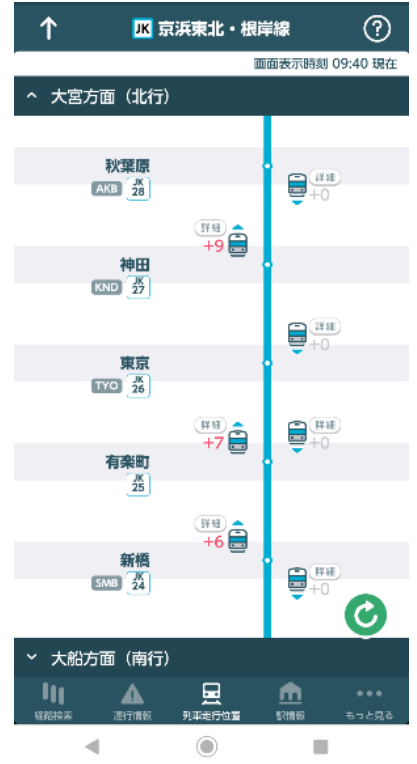 JK 京浜東北・根岸線 ?
画面表示時刻 09:40 現在
大宮方面（北行）
秋葉原
AKB JK 28
詳細
+0
詳細
+9
神田
KND JK 27
詳細
+0
東京
TYO JK 26
詳細
+7
詳細
+0
有楽町
JK 25
詳細
+6
新橋
SMB JK 24
詳細
+0
大船方面（南行）
経路検索 運行情報 列車走行位置 駅情報 もっと見る